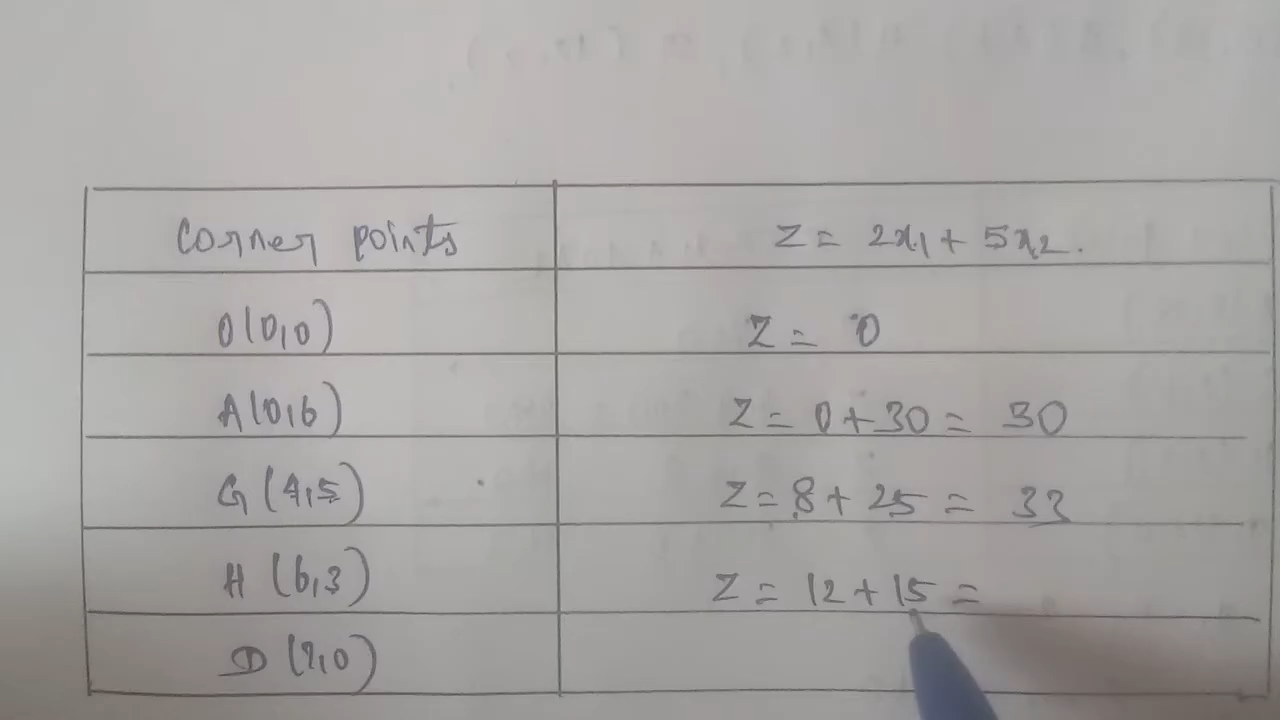 Corner points Z = 2x1 + 5x2.
O(0,0) Z = 0
A(0,6) Z = 0 + 30 = 30
G(4,5) Z = 8 + 25 = 33
H(6,3) Z = 12 + 15 =
D(9,0)